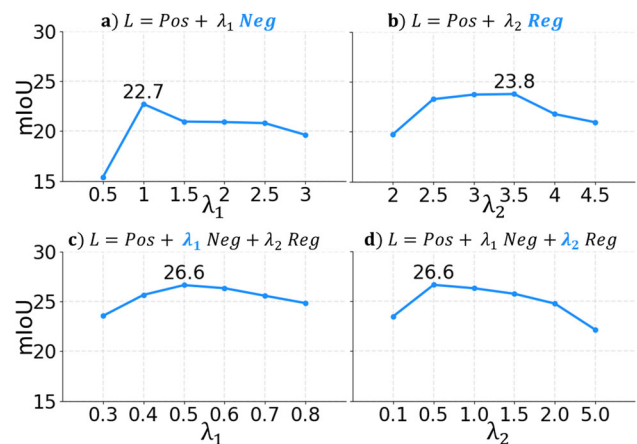 a) L = Pos + λ₁ Neg
b) L = Pos + λ₂ Reg
30
25
20
15
mIoU
22.7
0.5 1 1.5 2 2.5 3
λ₁
23.8
2 2.5 3 3.5 4 4.5
λ₂
c) L = Pos + λ₁ Neg + λ₂ Reg
d) L = Pos + λ₁ Neg + λ₂ Reg
30
25
20
15
mIoU
26.6
0.3 0.4 0.5 0.6 0.7 0.8
λ₁
26.6
0.1 0.5 1.0 1.5 2.0 5.0
λ₂